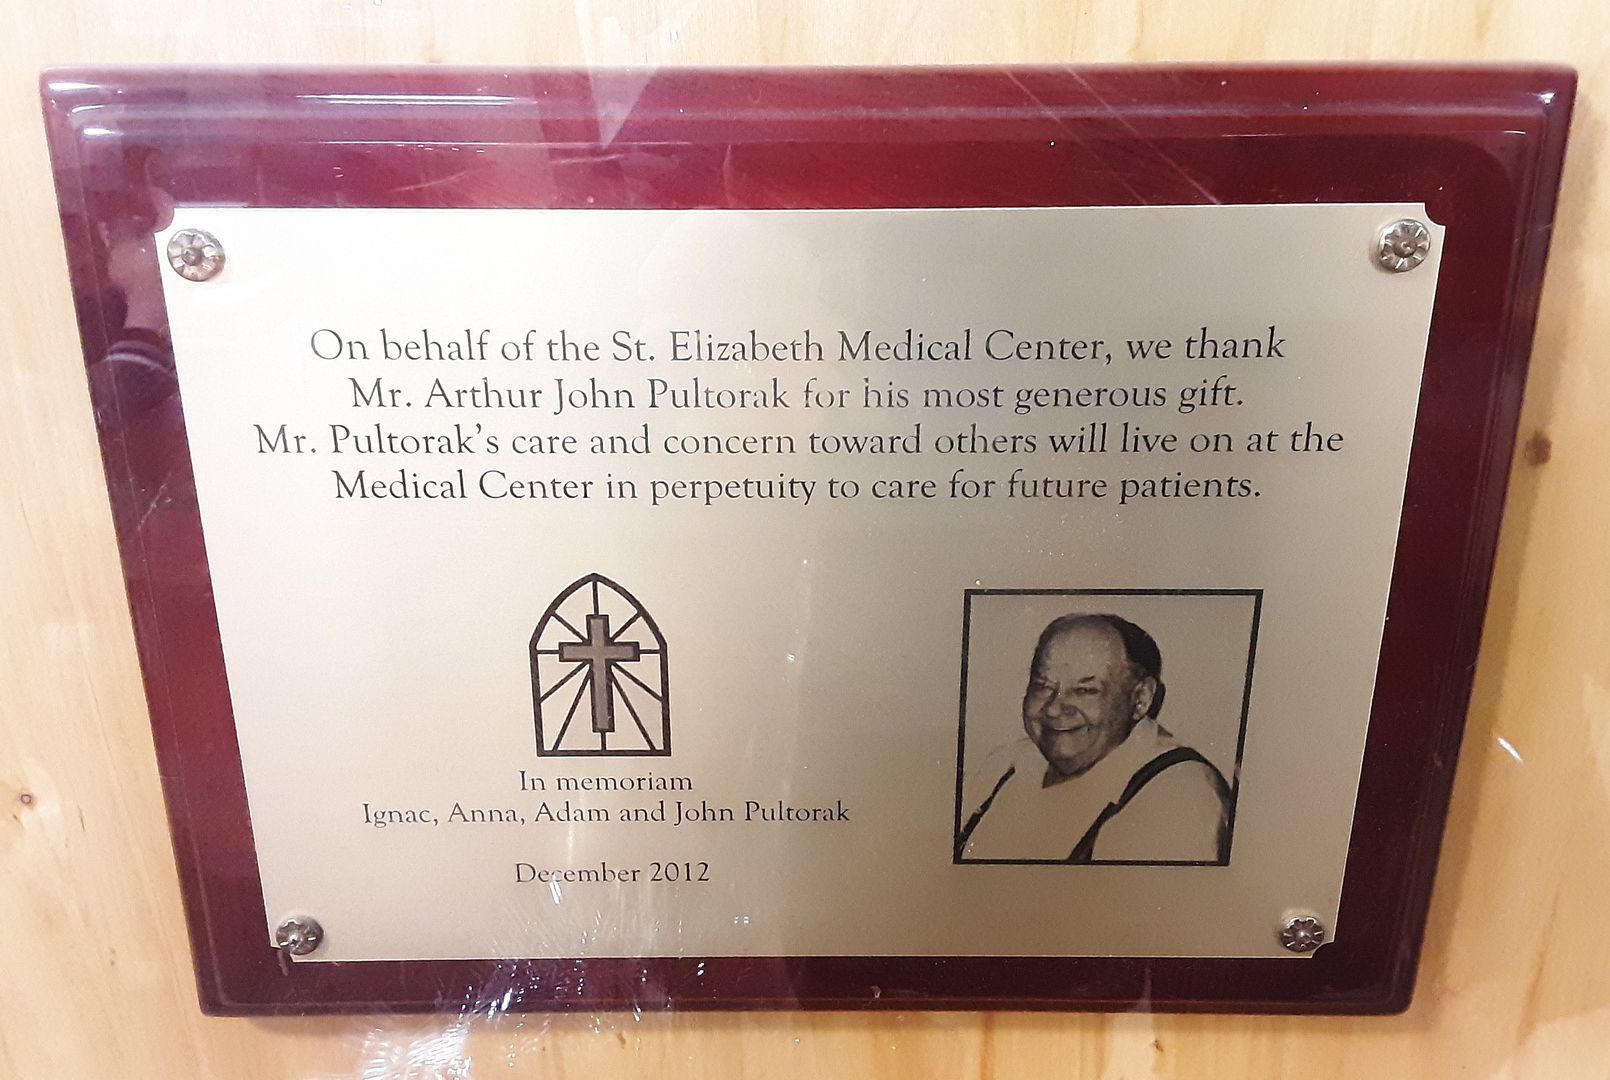 On behalf of the St. Elizabeth Medical Center, we thank
Mr. Arthur John Pultorak for his most generous gift.
Mr. Pultorak's care and concern toward others will live on at the
Medical Center in perpetuity to care for future patients.
In memoriam
Ignac, Anna, Adam and John Pultorak
December 2012